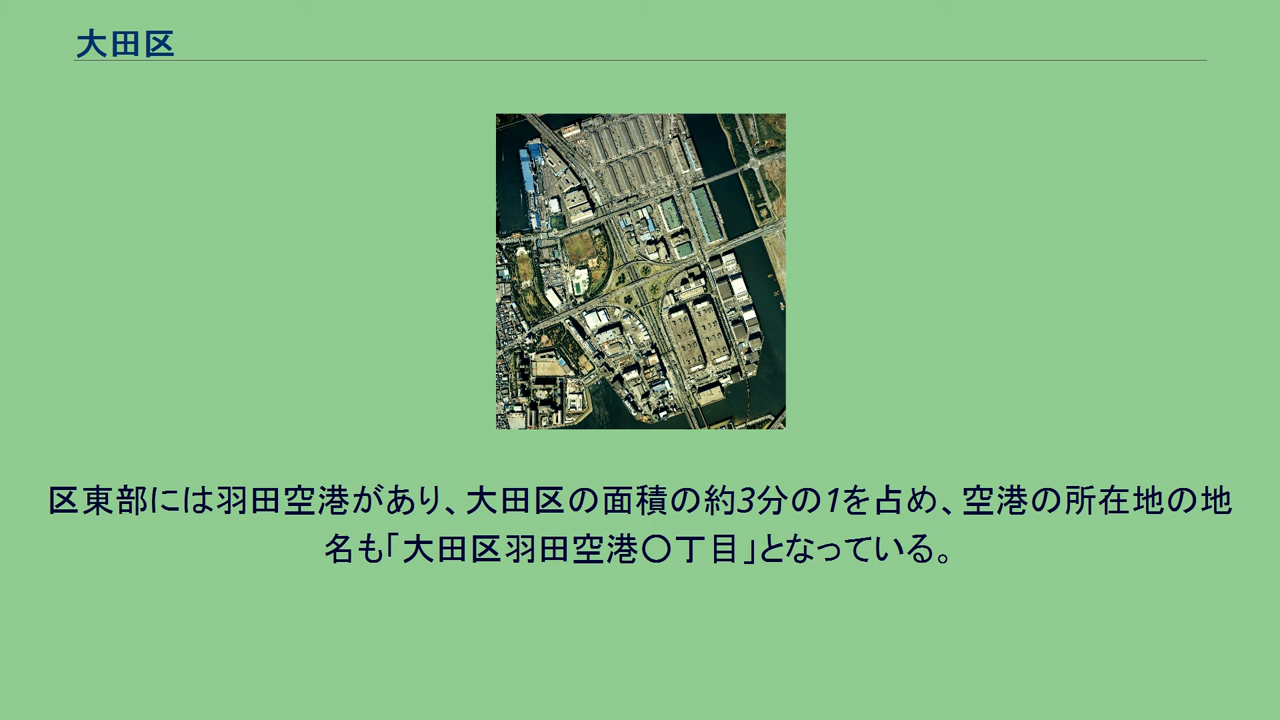 大田区
区東部には羽田空港があり、大田区の面積の約3分の1を占め、空港の所在地の地
名も「大田区羽田空港〇丁目」となっている。